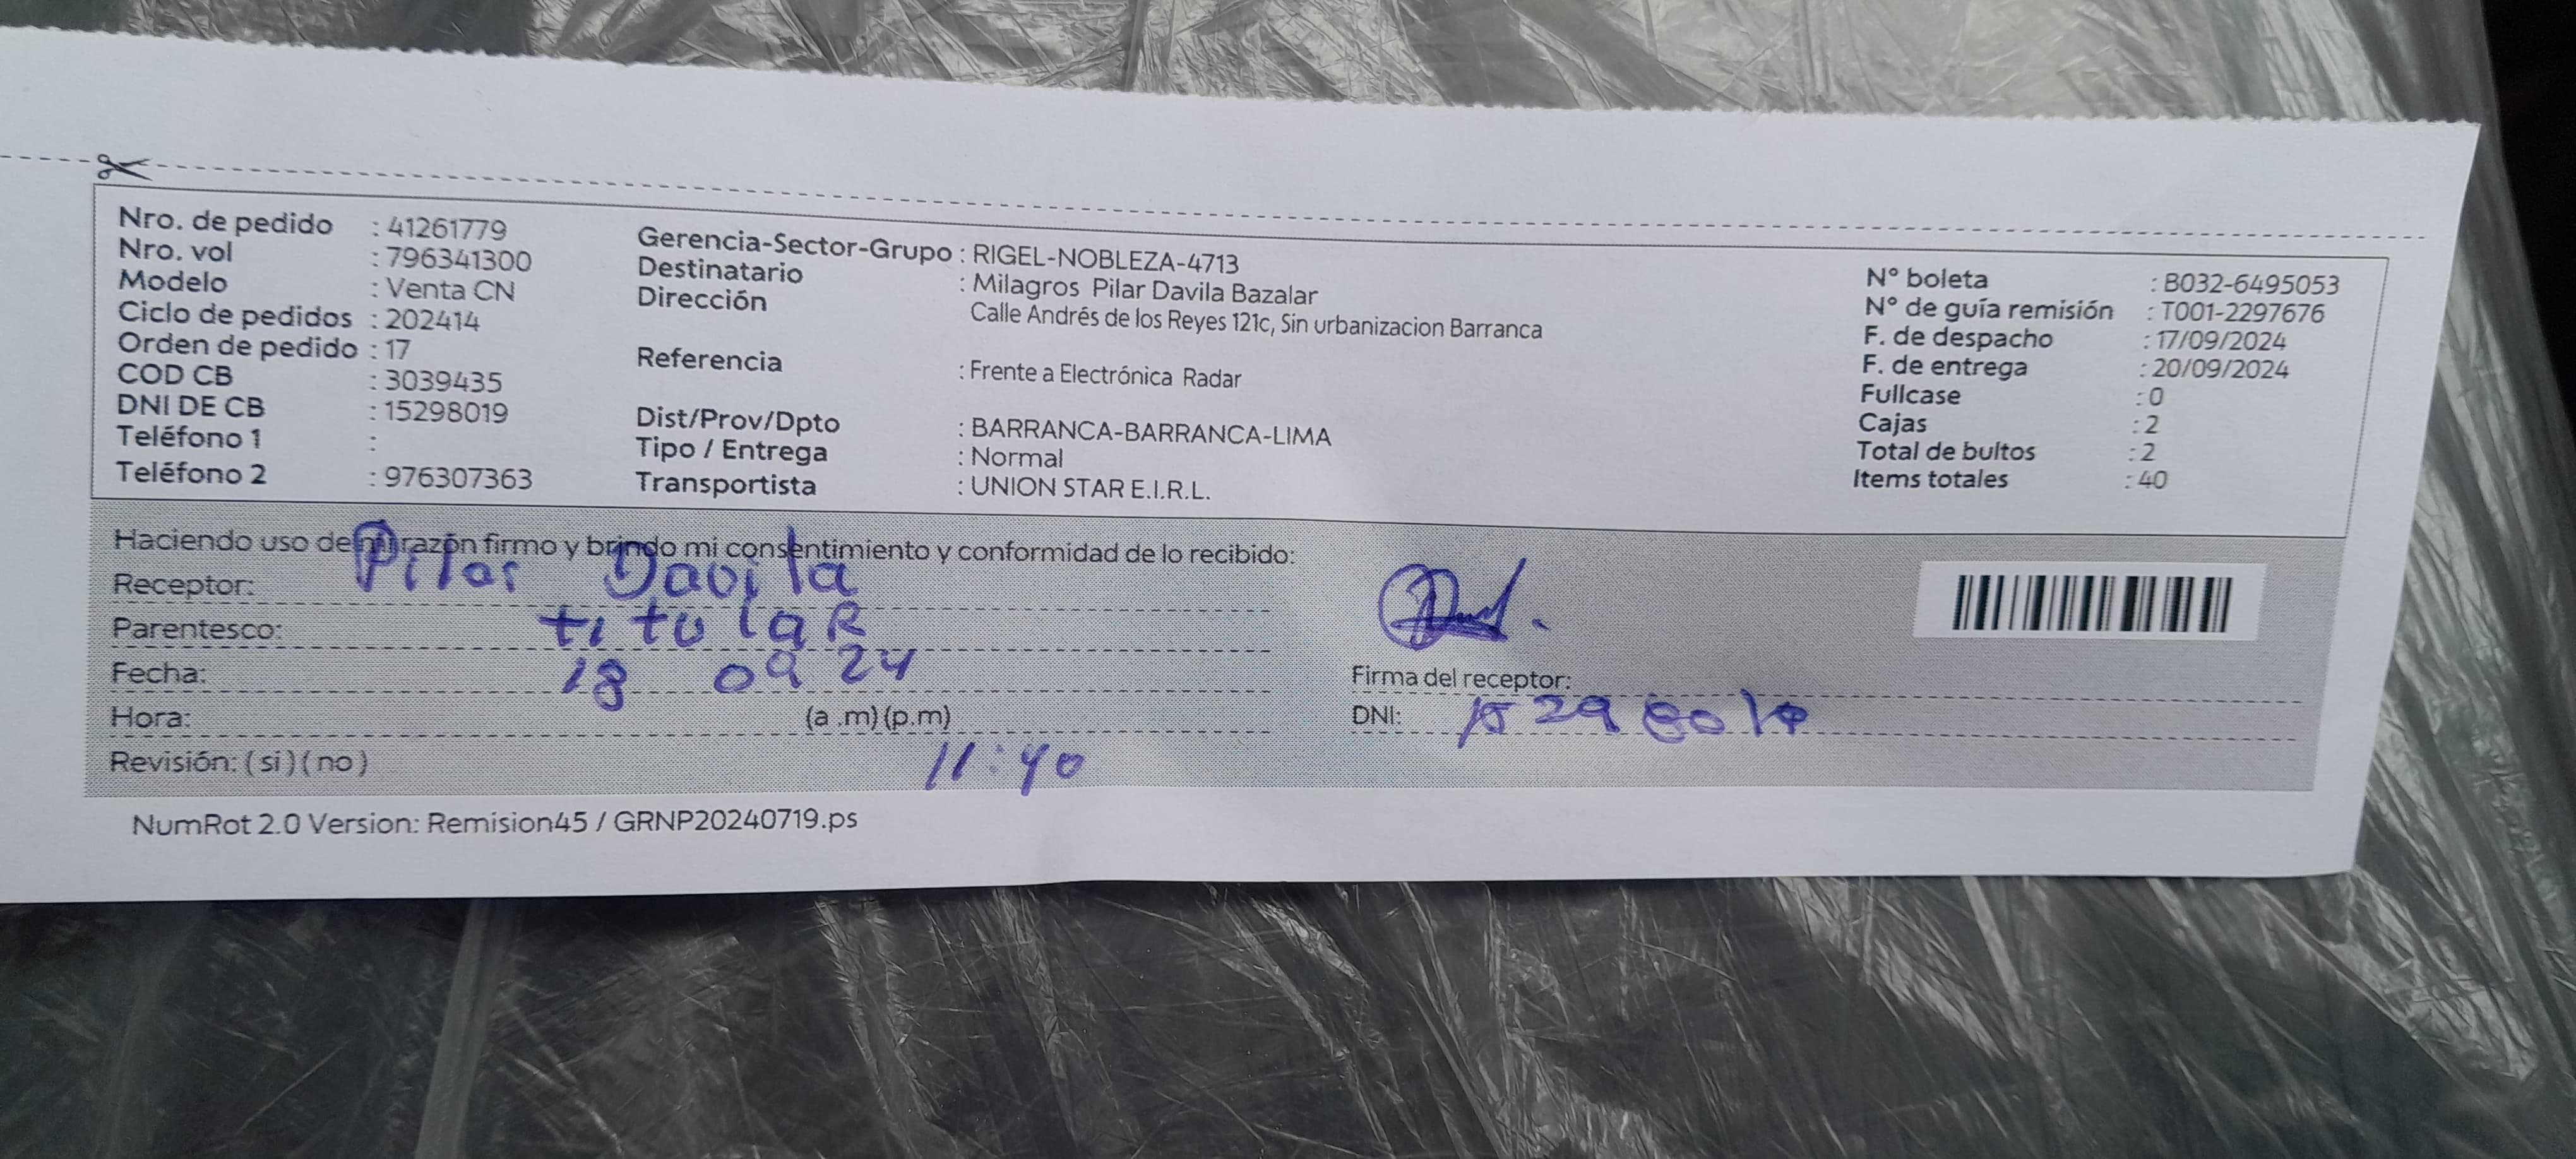 Nro. de pedido : 41261779
Nro. vol : 796341300
Modelo : Venta CN
Ciclo de pedidos : 202414
Orden de pedido : 17
COD CB : 3039435
DNI DE CB : 15298019
Teléfono 1 :
Teléfono 2 : 976307363
Gerencia-Sector-Grupo : RIGEL-NOBLEZA-4713
Destinatario : Milagros Pilar Davila Bazalar
Dirección Calle Andrés de los Reyes 121c, Sin urbanizacion Barranca
Referencia : Frente a Electrónica Radar
Dist/Prov/Dpto : BARRANCA-BARRANCA-LIMA
Tipo / Entrega : Normal
Transportista : UNION STAR E.I.R.L.
N° boleta : B032-6495053
N° de guía remisión : T001-2297676
F. de despacho : 17/09/2024
F. de entrega : 20/09/2024
Fullcase : 0
Cajas : 2
Total de bultos : 2
Items totales : 40
Haciendo uso de mi razón firmo y brindo mi consentimiento y conformidad de lo recibido:
Receptor: Pilar Davila
Parentesco: titulaR
Fecha: 18 09 24
Hora: (a .m) (p.m)
11:40
Revisión: ( si ) ( no )
Firma del receptor:
DNI: 15298019
NumRot 2.0 Version: Remision45 / GRNP20240719.ps